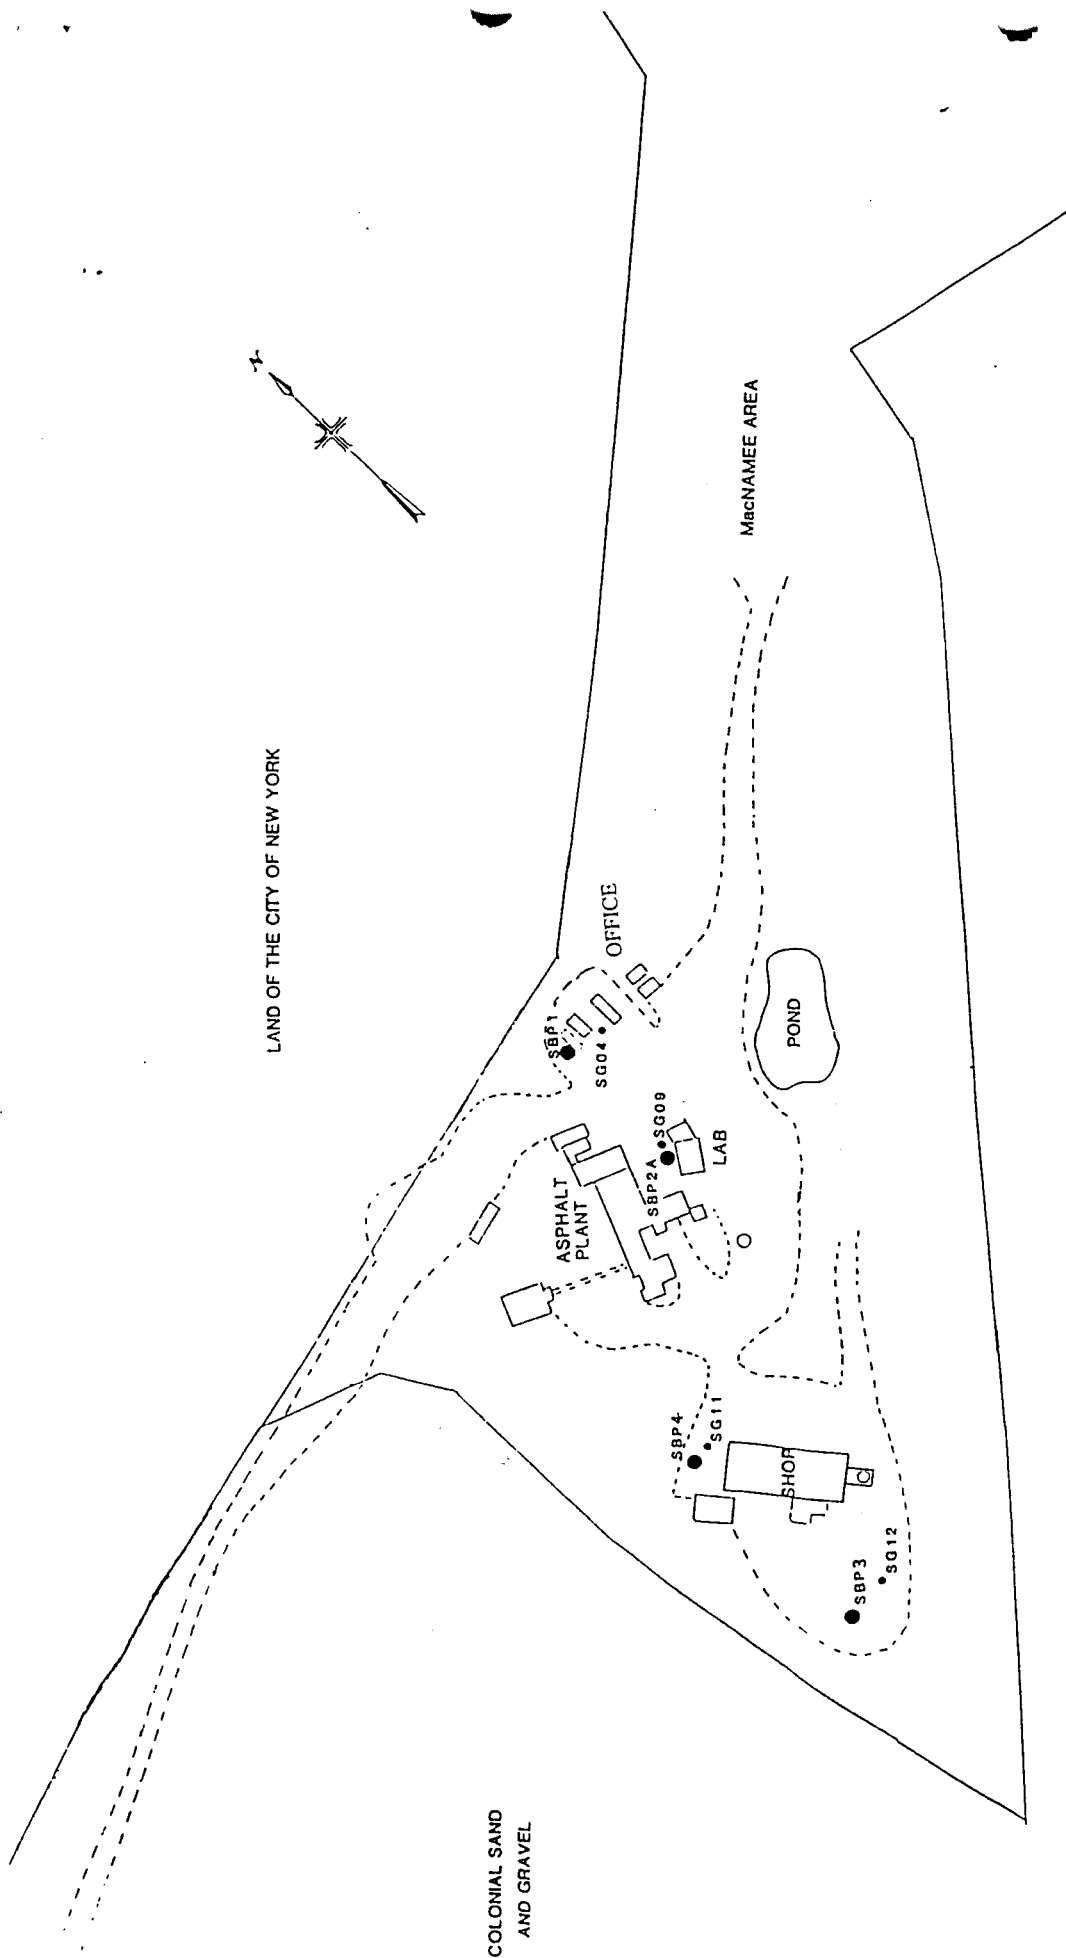 LAND OF THE CITY OF NEW YORK
N
MacNAMEE AREA
OFFICE
SBP1
SG04
POND
SG09
SBP2A
LAB
ASPHALT
PLANT
SBP4
SG11
SHOP
SG12
SBP3
COLONIAL SAND
AND GRAVEL